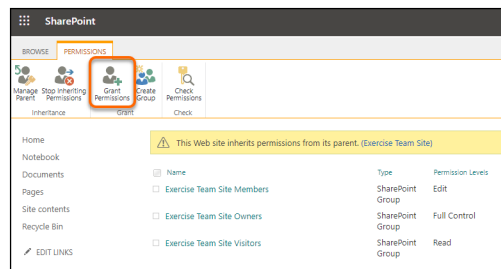 SharePoint
BROWSE PERMISSIONS
Manage Stop Inheriting Grant Create Check
Parent Permissions Permissions Group Permissions
Inheritance Grant Check
Home
Notebook
Documents
Pages
Site contents
Recycle Bin
EDIT LINKS
This Web site inherits permissions from its parent. (Exercise Team Site)
Name Type Permission Levels
Exercise Team Site Members SharePoint Edit
Group
Exercise Team Site Owners SharePoint Full Control
Group
Exercise Team Site Visitors SharePoint Read
Group